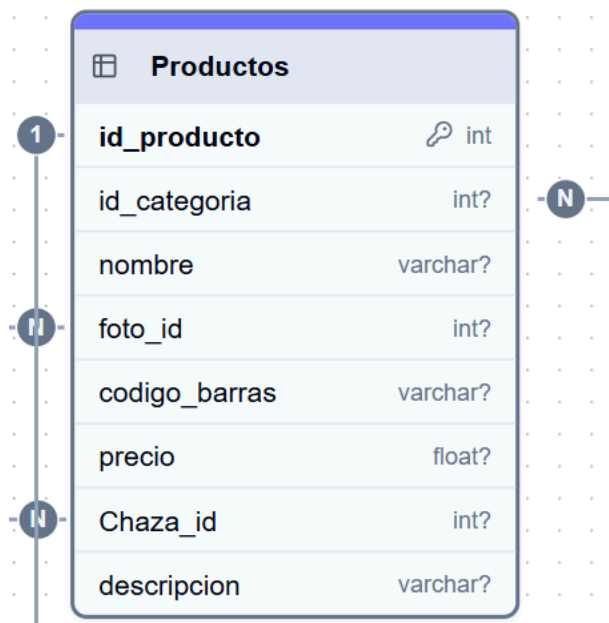 Productos
1 id_producto int
id_categoria int? N
nombre varchar?
N foto_id int?
codigo_barras varchar?
precio float?
N Chaza_id int?
descripcion varchar?